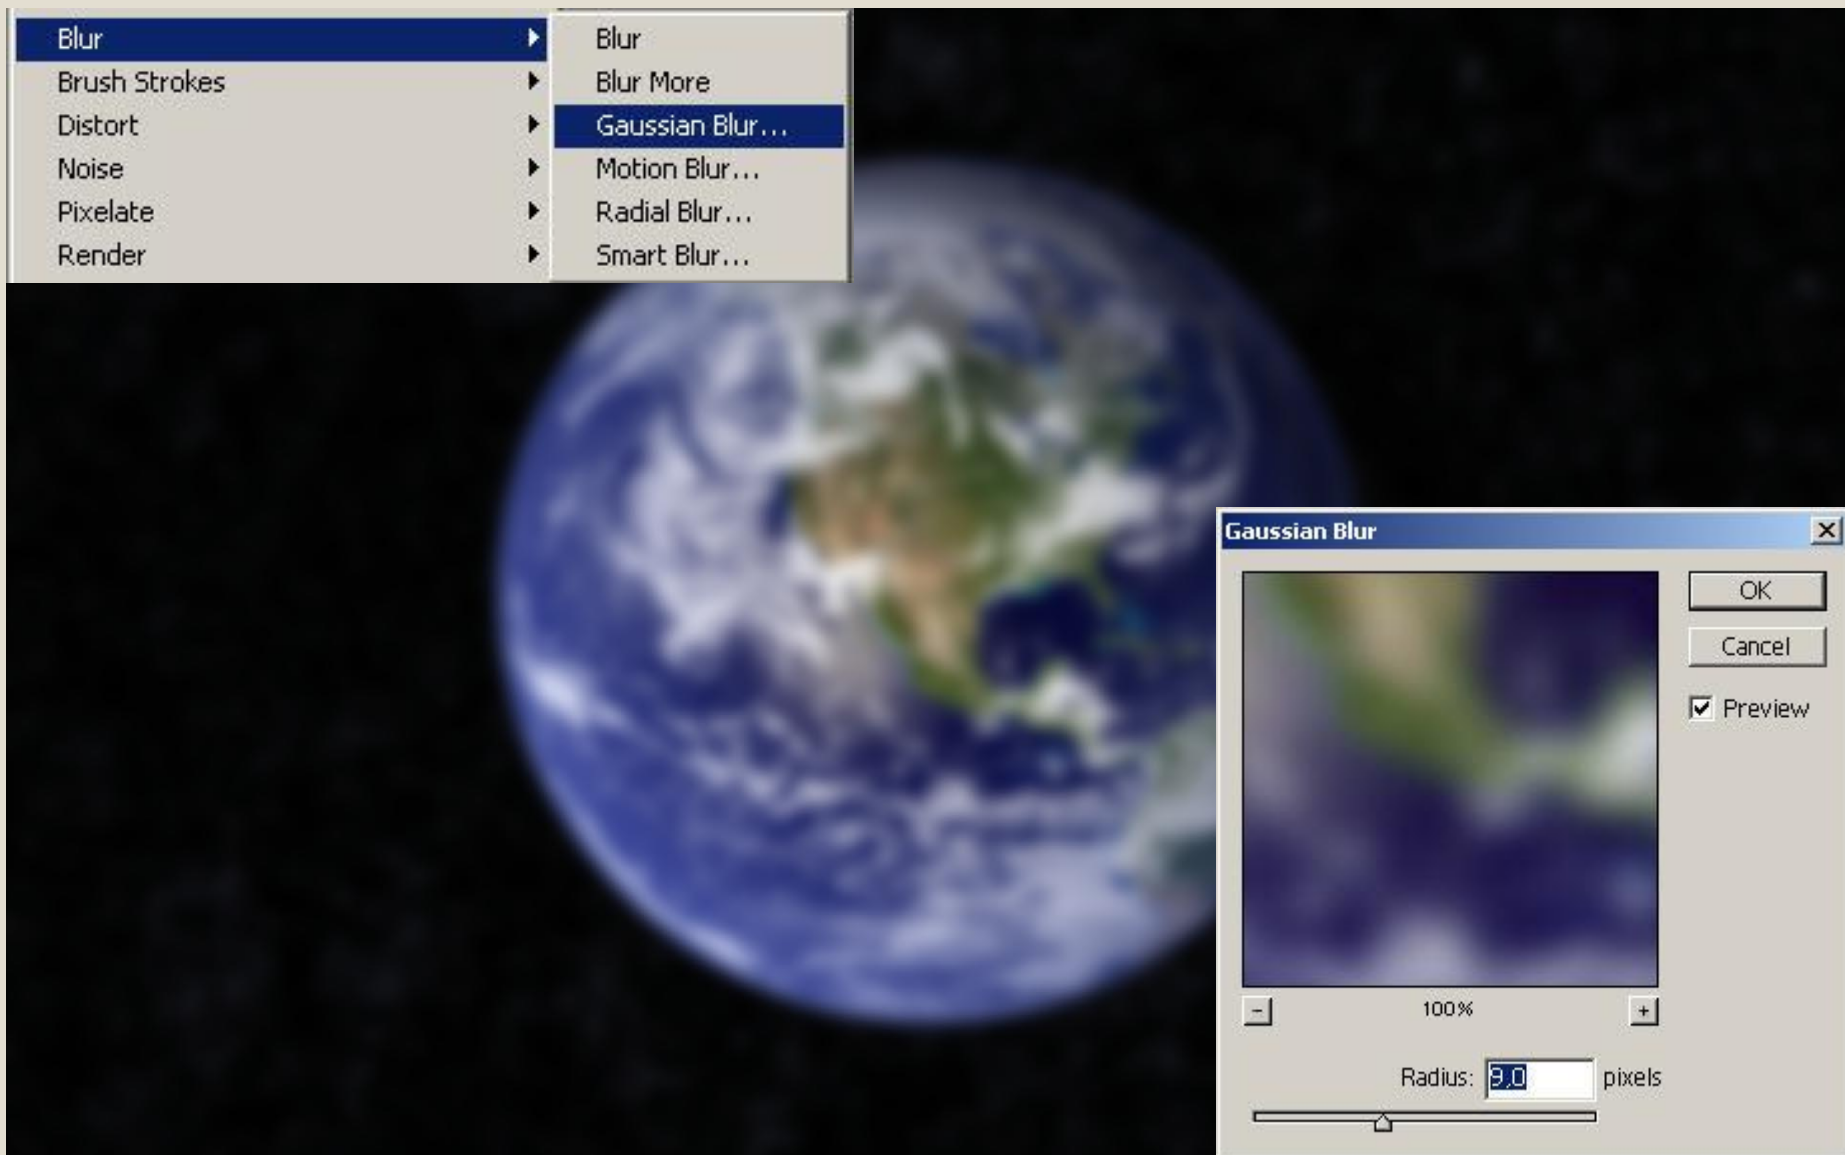 Blur
Brush Strokes
Distort
Noise
Pixelate
Render
Blur
Blur More
Gaussian Blur...
Motion Blur...
Radial Blur...
Smart Blur...
Gaussian Blur
OK
Cancel
Preview
100%
Radius: 9,0 pixels